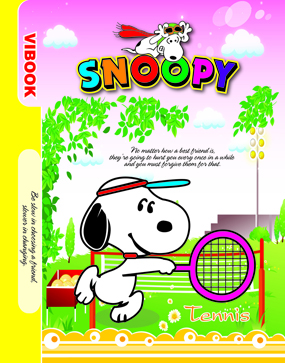 VIBOOK
SNOOPY
No matter how a best friend is,
they're going to hurt you every once in a while
and you must forgive them for that.
Be slow in choosing a friend,
slower in changing.
Tennis